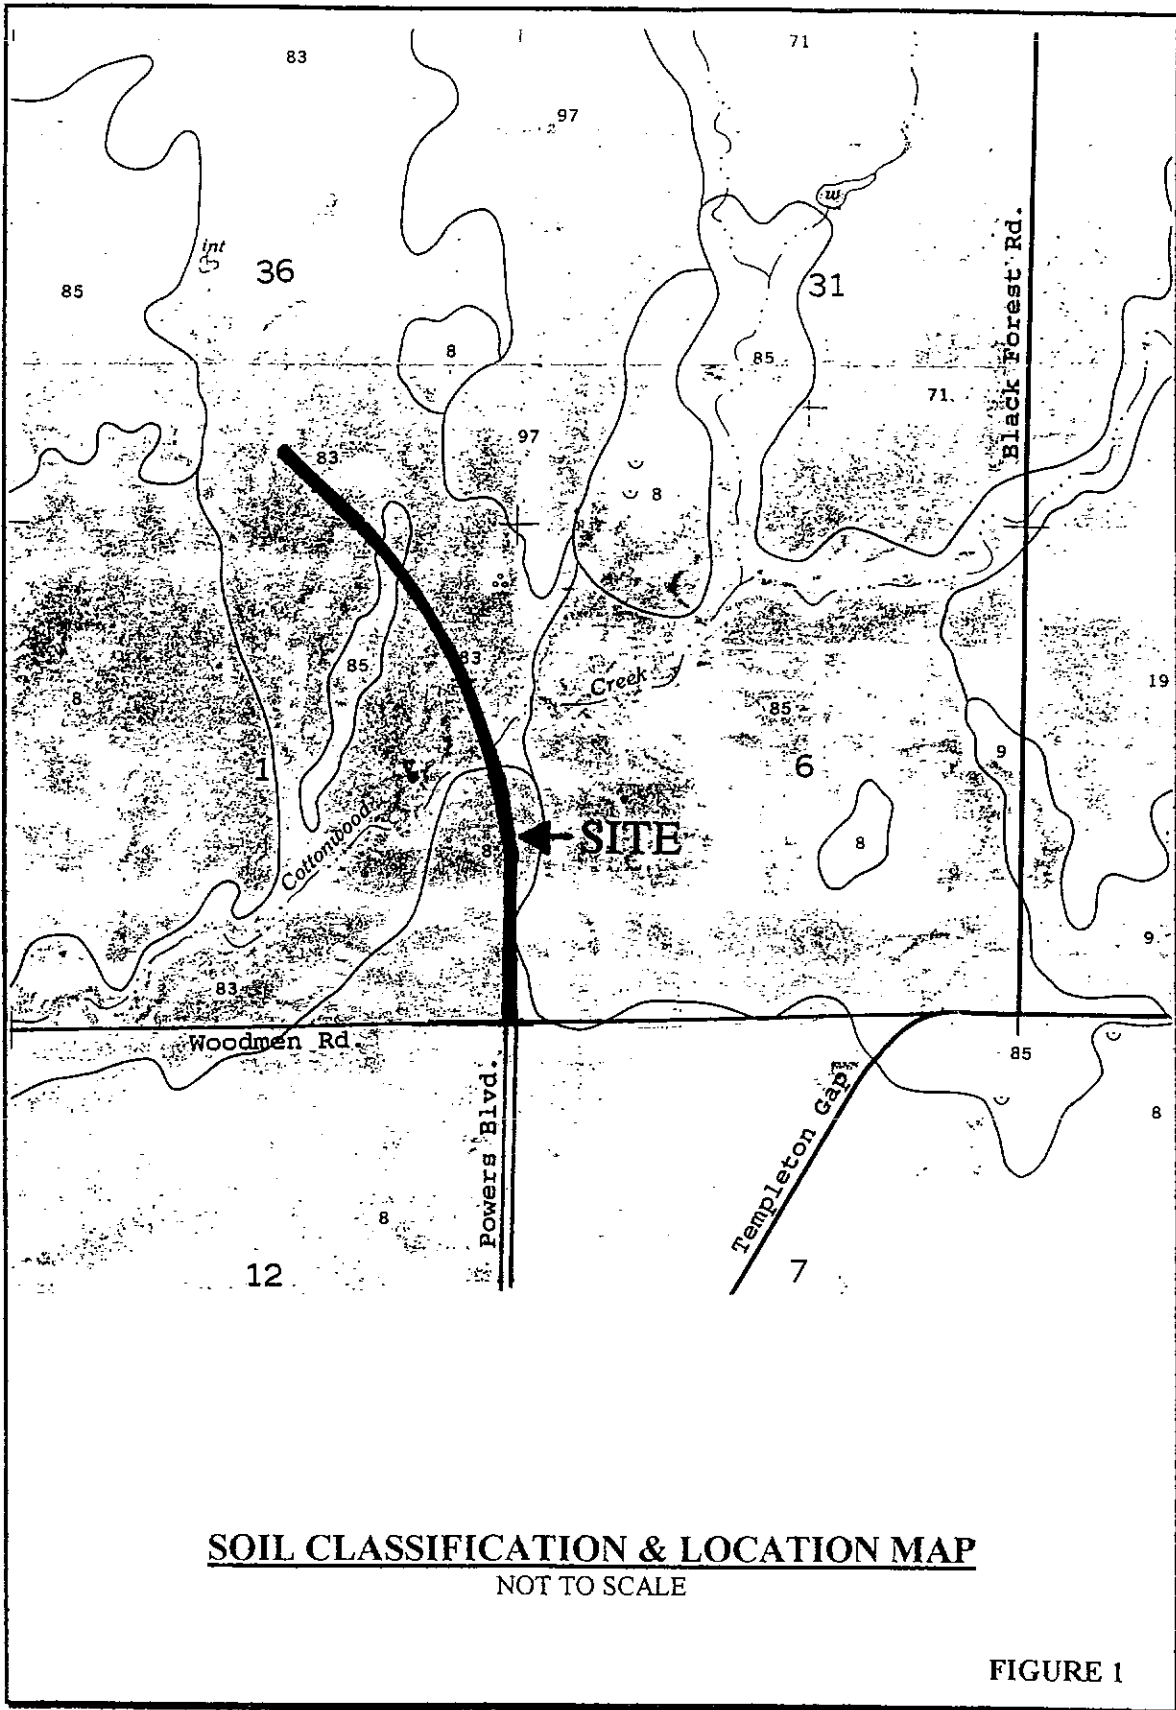 83
71
97
w
int
36
31
85
Black Forest Rd.
8
85
71
97
83
8
83
85
Creek
8
85
19
1
6
9
Cottonwood
SITE
8
9
83
Woodmen Rd.
85
Powers Blvd.
Templeton Gap
8
8
12
7
SOIL CLASSIFICATION & LOCATION MAP
NOT TO SCALE
FIGURE 1